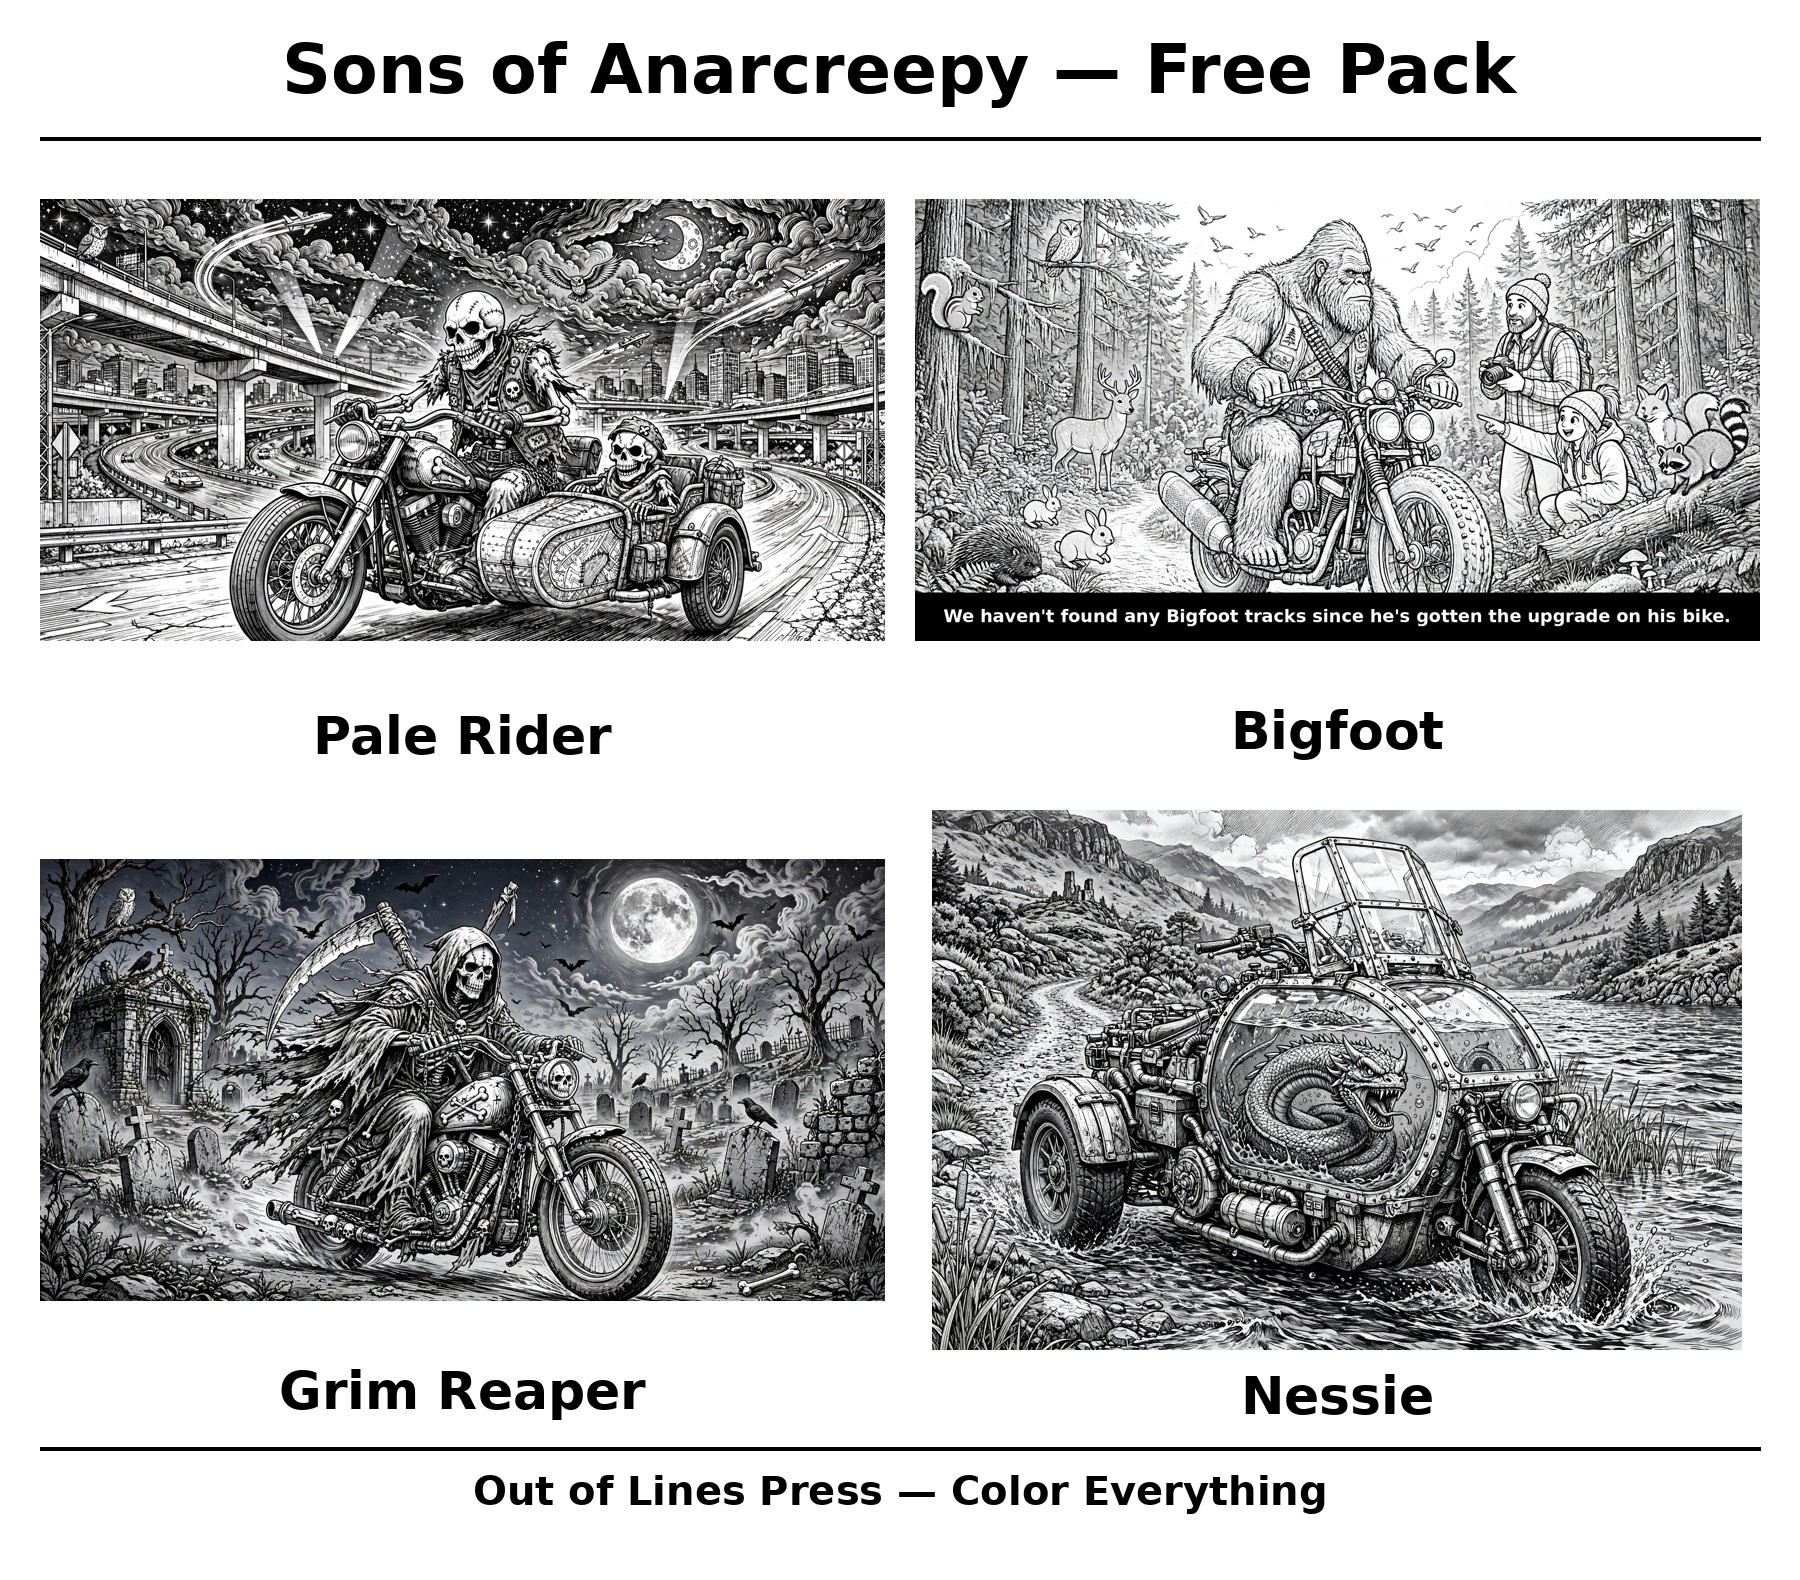 Sons of Anarcreepy — Free Pack
We haven't found any Bigfoot tracks since he's gotten the upgrade on his bike.
Pale Rider
Bigfoot
Grim Reaper
Nessie
Out of Lines Press — Color Everything